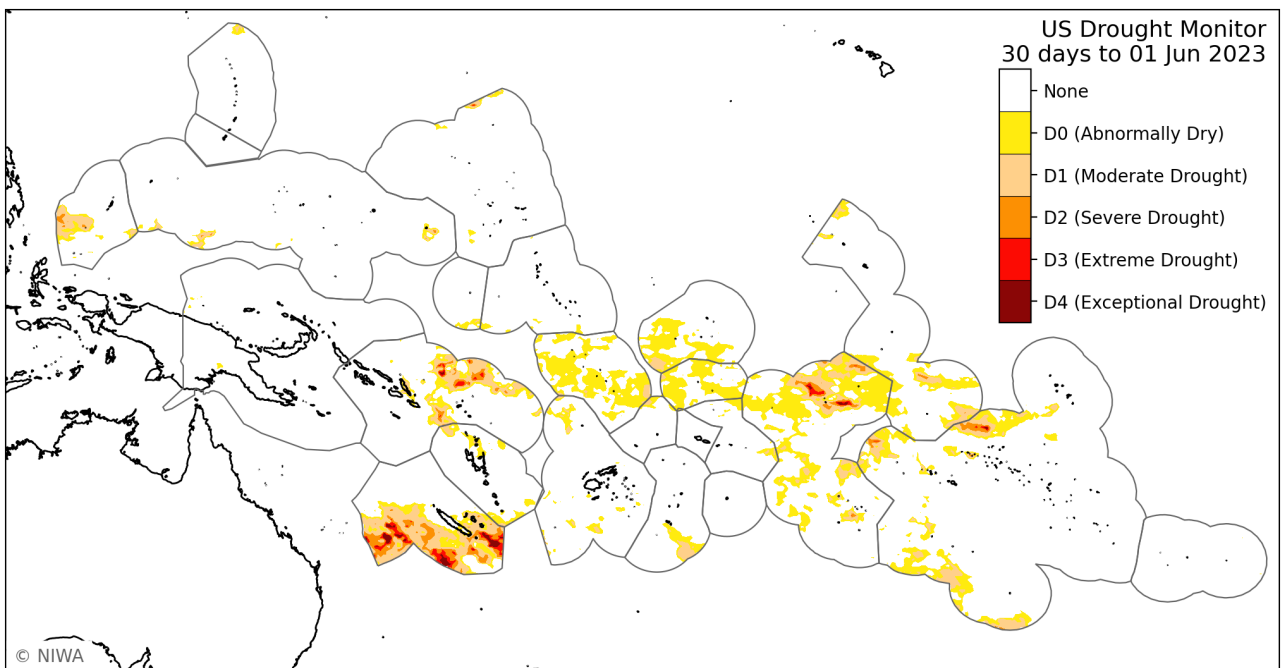 US Drought Monitor
30 days to 01 Jun 2023
None
D0 (Abnormally Dry)
D1 (Moderate Drought)
D2 (Severe Drought)
D3 (Extreme Drought)
D4 (Exceptional Drought)
© NIWA